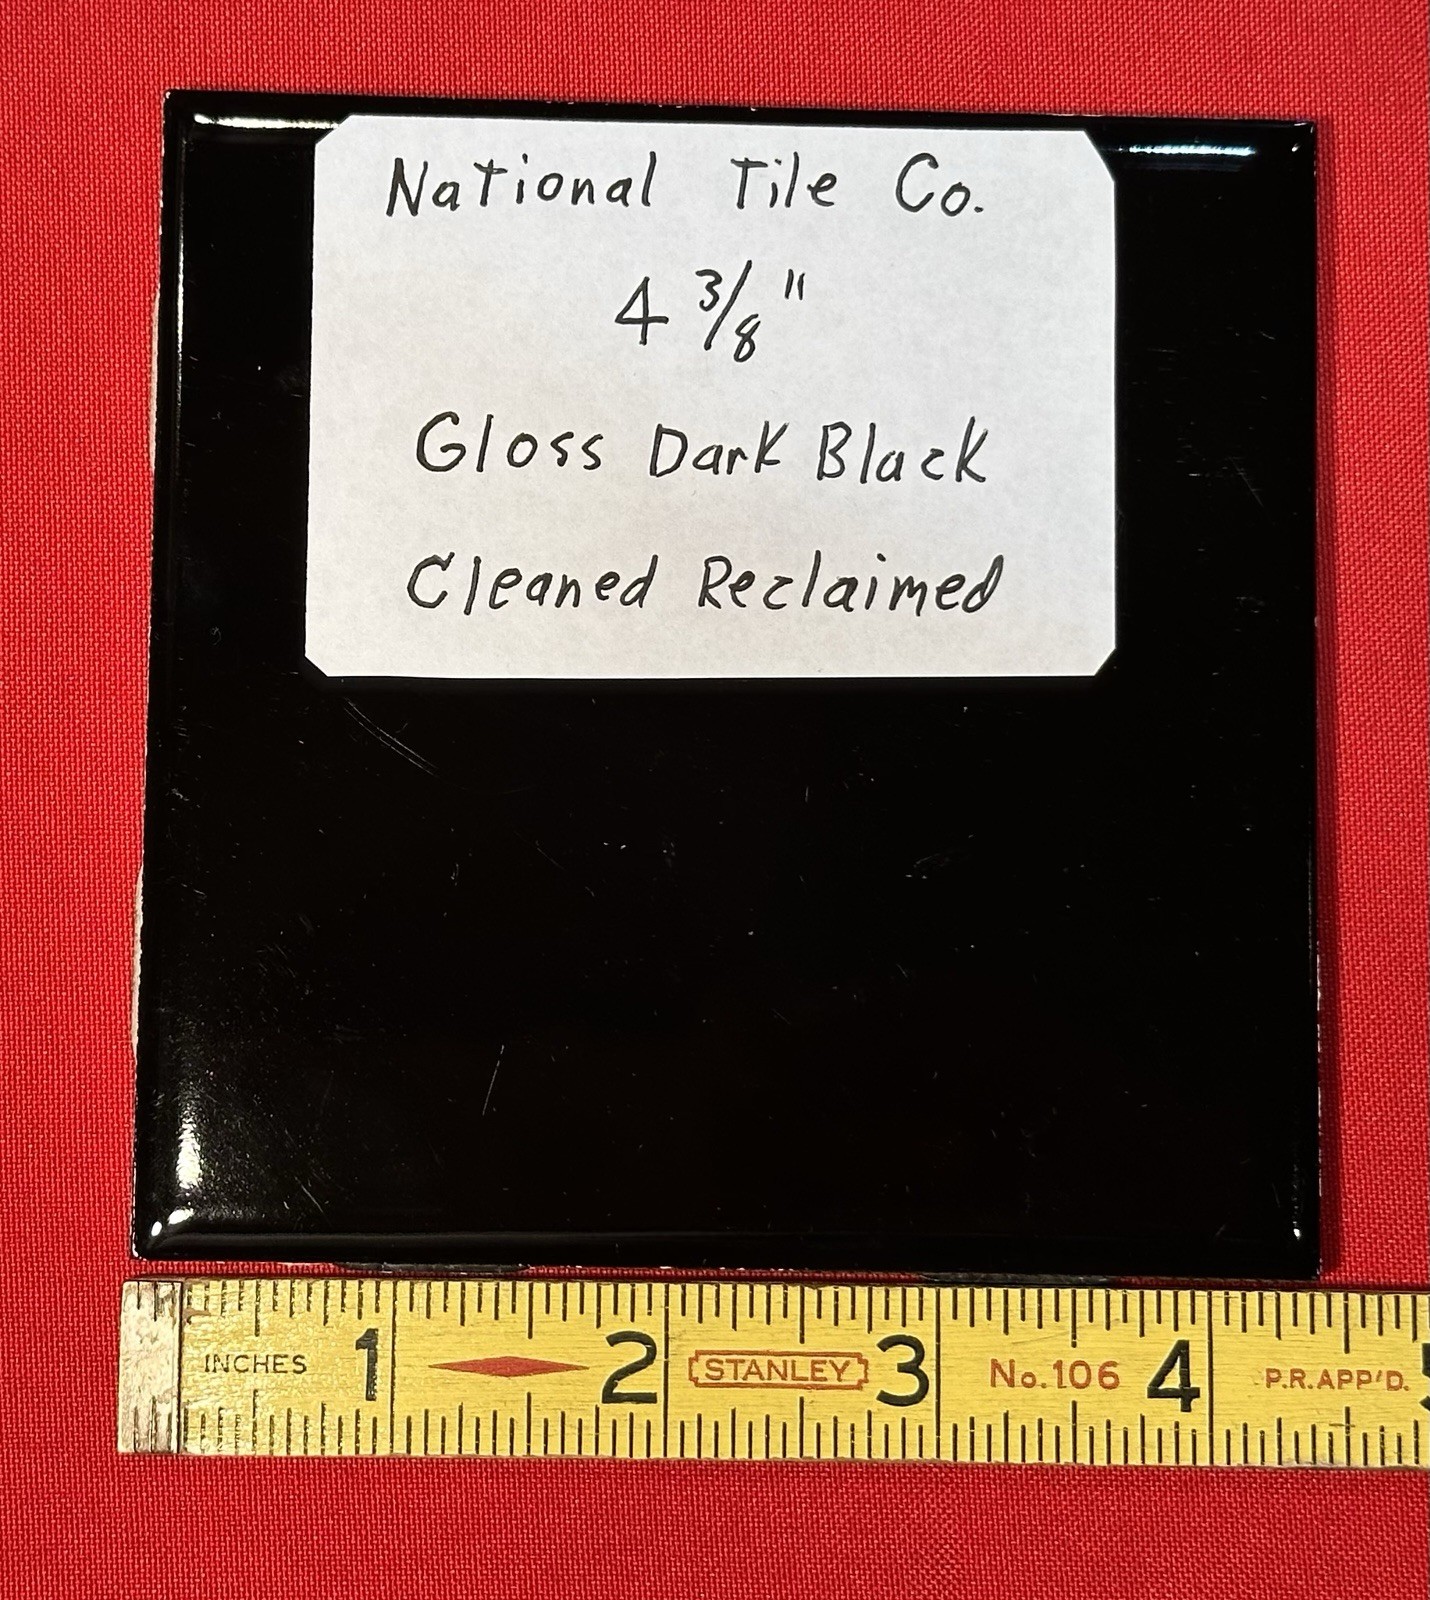 National Tile Co.
4 3/8"
Gloss Dark Black
Cleaned Reclaimed
INCHES 1 2 STANLEY 3 No. 106 4 P.R.APP'D. 5